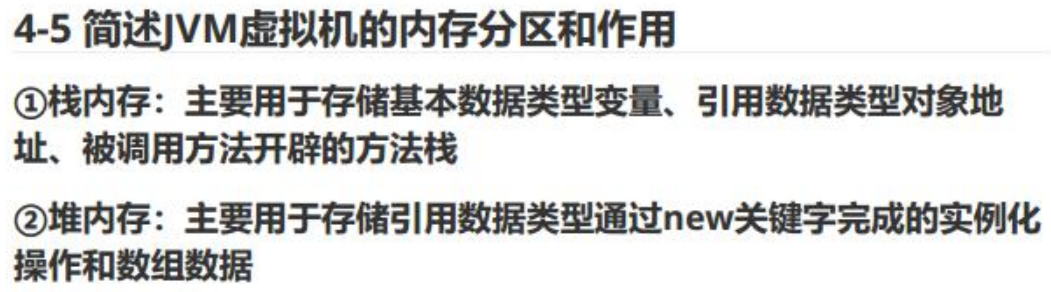 4-5 简述JVM虚拟机的内存分区和作用
①栈内存：主要用于存储基本数据类型变量、引用数据类型对象地
址、被调用方法开辟的方法栈
②堆内存：主要用于存储引用数据类型通过new关键字完成的实例化
操作和数组数据